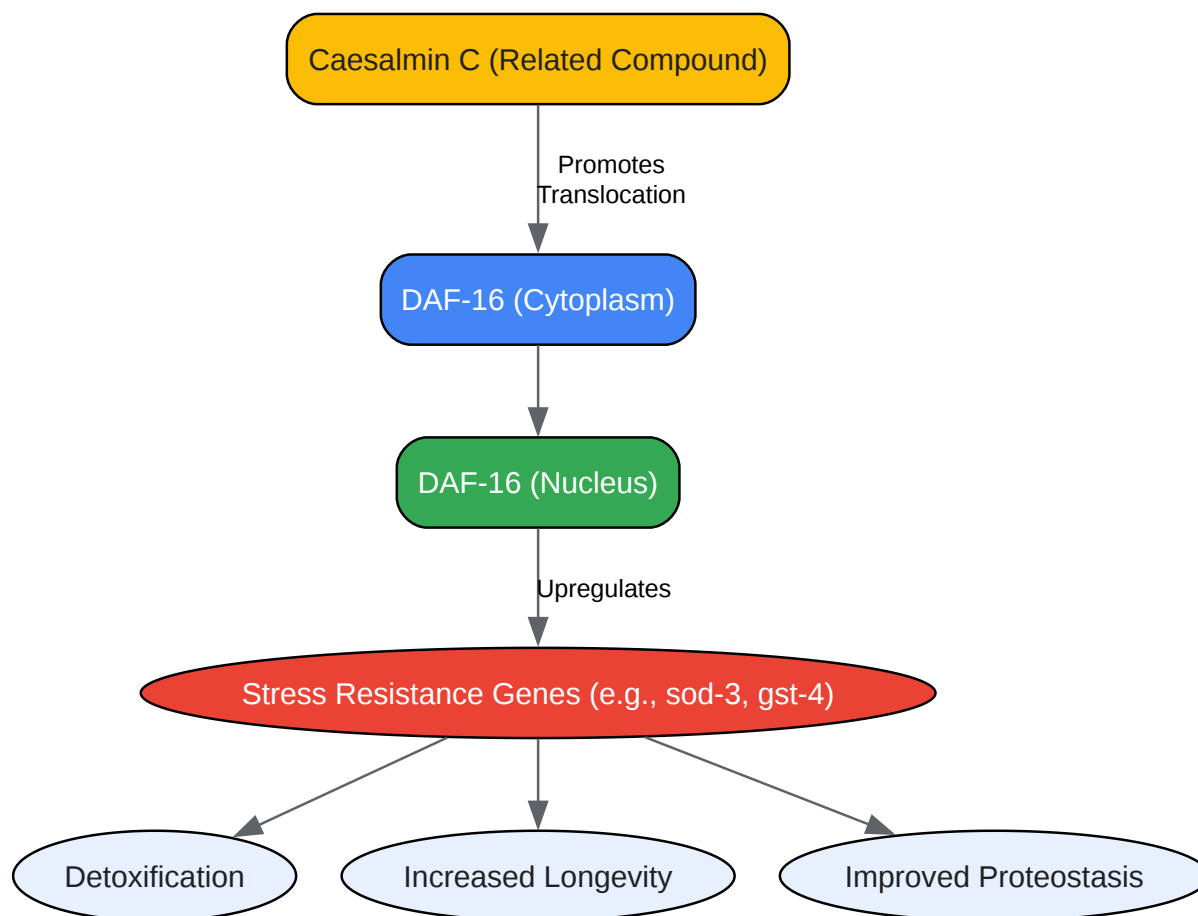 Caesalmin C (Related Compound)
Promotes
Translocation
DAF-16 (Cytoplasm)
DAF-16 (Nucleus)
Upregulates
Stress Resistance Genes (e.g., sod-3, gst-4)
Detoxification
Increased Longevity
Improved Proteostasis